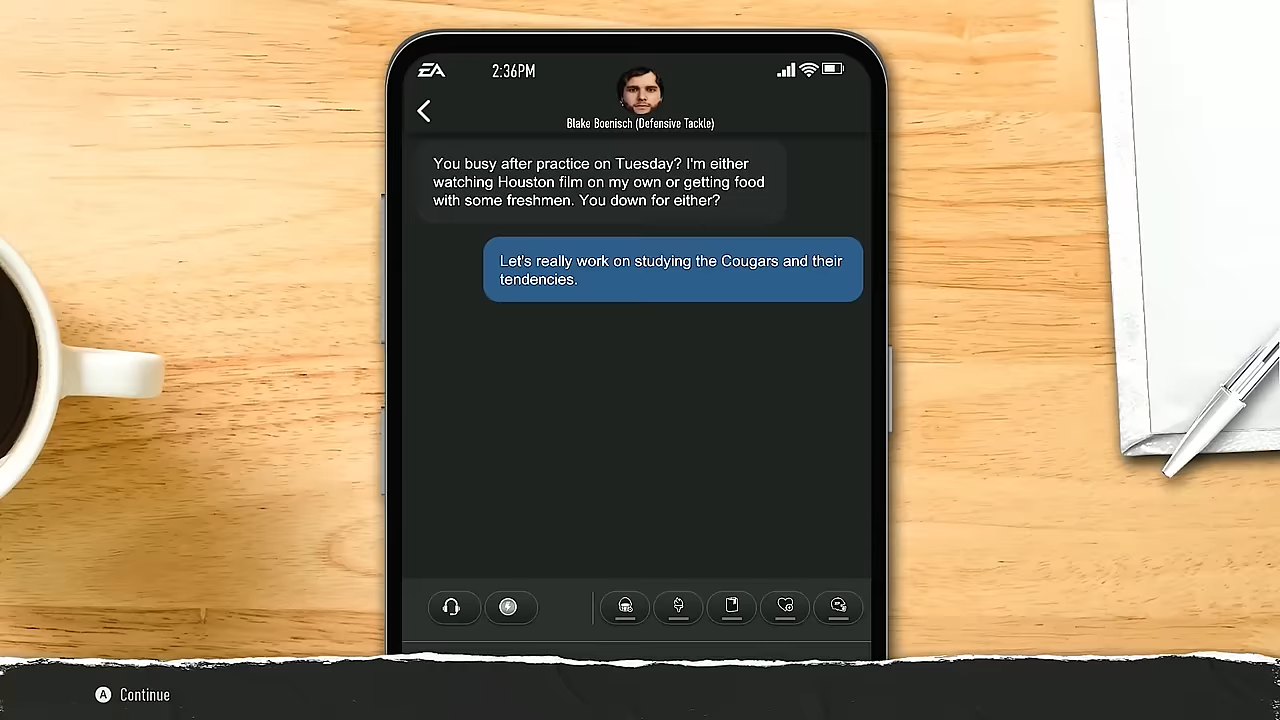 EA
2:36PM
Blake Boenisch (Defensive Tackle)
You busy after practice on Tuesday? I'm either
watching Houston film on my own or getting food
with some freshmen. You down for either?
Let's really work on studying the Cougars and their
tendencies.
A Continue